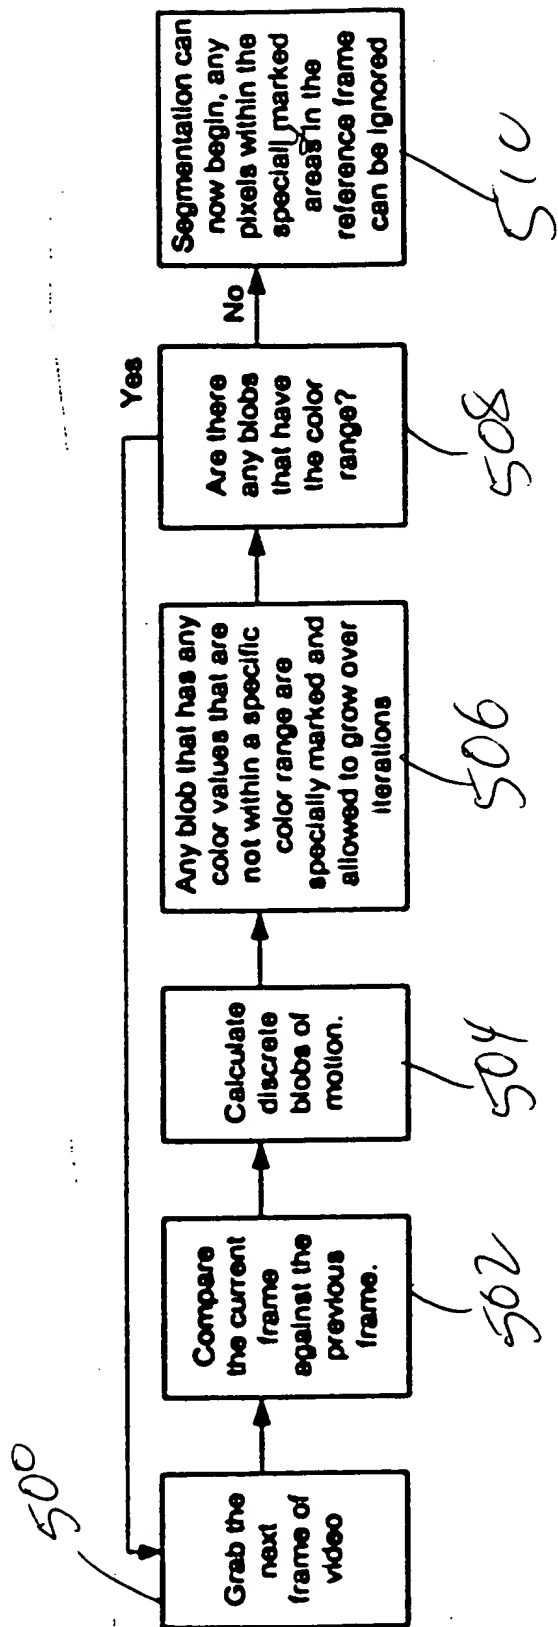 500
Grab the
next
frame of
video
Compare
the current
frame
against the
previous
frame.
502
Calculate
discrete
blobs of
motion.
504
Any blob that has any
color values that are
not within a specific
color range are
specially marked and
allowed to grow over
iterations
506
Are there
any blobs
that have
the color
range?
508
Yes
No
Segmentation can
now begin, any
pixels within the
speciall marked
areas in the
reference frame
can be ignored
510